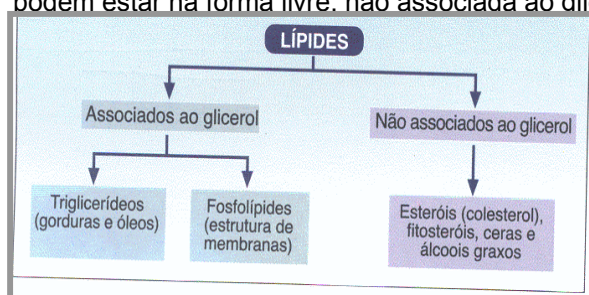 podem estar na forma livre, não associada ao
LÍPIDES
Associados ao glicerol
Não associados ao glicerol
Triglicerídeos
(gorduras e óleos)
Fosfolípides
(estrutura de
membranas)
Esteróis (colesterol),
fitosteróis, ceras e
álcoois graxos